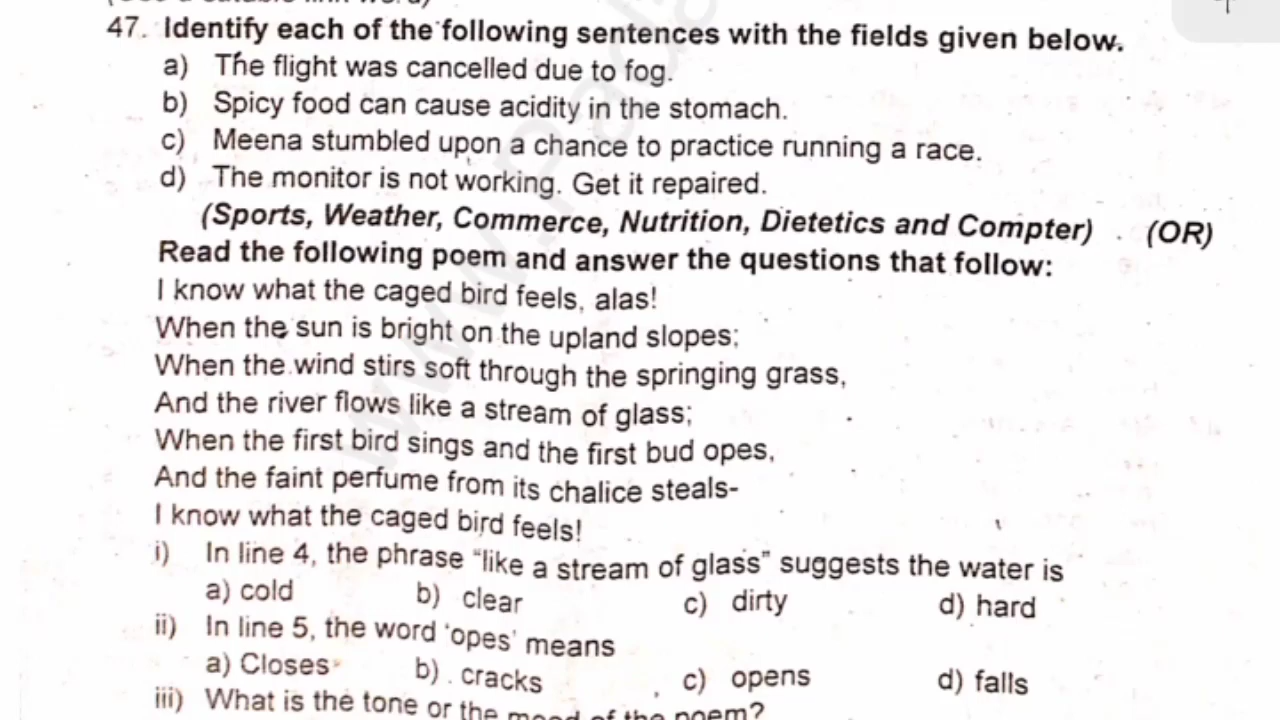 47. Identify each of the following sentences with the fields given below.
a) The flight was cancelled due to fog.
b) Spicy food can cause acidity in the stomach.
c) Meena stumbled upon a chance to practice running a race.
d) The monitor is not working. Get it repaired.
(Sports, Weather, Commerce, Nutrition, Dietetics and Compter) (OR)
Read the following poem and answer the questions that follow:
I know what the caged bird feels, alas!
When the sun is bright on the upland slopes;
When the wind stirs soft through the springing grass,
And the river flows like a stream of glass;
When the first bird sings and the first bud opes,
And the faint perfume from its chalice steals-
I know what the caged bird feels!
i) In line 4, the phrase "like a stream of glass" suggests the water is
a) cold b) clear c) dirty d) hard
ii) In line 5, the word 'opes' means
a) Closes b) . cracks c) opens d) falls
iii) What is the tone or the mood of the poem?